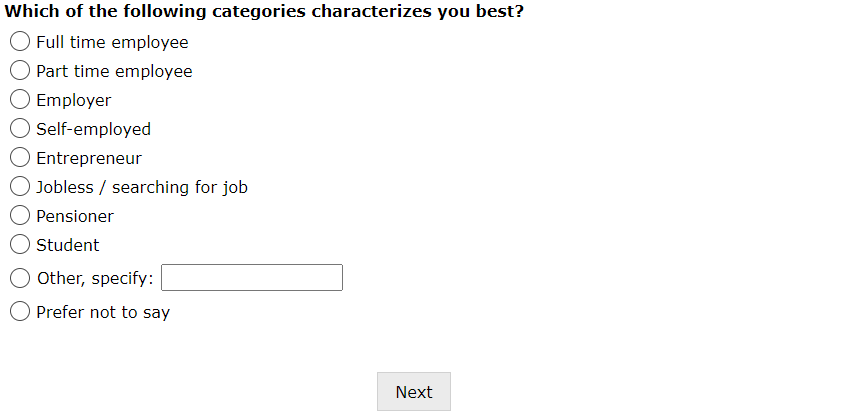 Which of the following categories characterizes you best?
Full time employee
Part time employee
Employer
Self-employed
Entrepreneur
Jobless / searching for job
Pensioner
Student
Other, specify:
Prefer not to say
Next